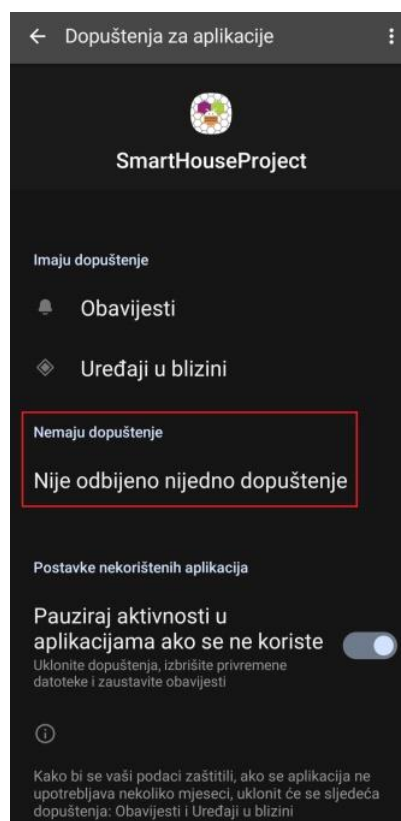 Dopuštenja za aplikacije
SmartHouseProject
Imaju dopuštenje
Obavijesti
Uređaji u blizini
Nemaju dopuštenje
Nije odbijeno nijedno dopuštenje
Postavke nekorištenih aplikacija
Pauziraj aktivnosti u
aplikacijama ako se ne koriste
Uklonite dopuštenja, izbrišite privremene
datoteke i zaustavite obavijesti
Kako bi se vaši podaci zaštitili, ako se aplikacija ne
upotrebljava nekoliko mjeseci, uklonit će se sljedeća
dopuštenja: Obavijesti i Uređaji u blizini